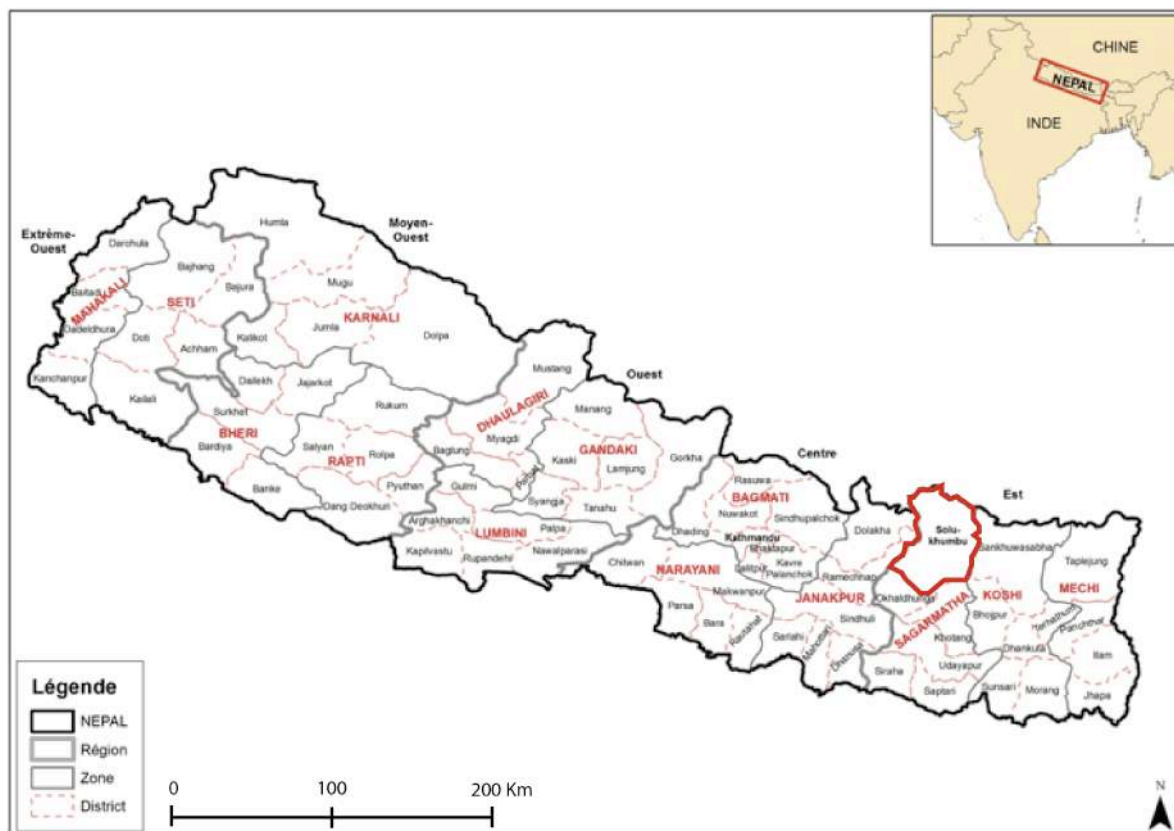 CHINE
NEPAL
INDE
Extrême-
Ouest
Moyen-
Ouest
Humla
Darchula
Bajhang
Bajura
Mugu
Baitadi
MAHAKALI
SETI
KARNALI
Dadeldhura
Doti
Achham
Kalikot
Jumla
Dolpa
Kanchanpur
Kailali
Dailekh
Jajarkot
Mustang
Ouest
Surkhet
Rukum
DHAULAGIRI
Manang
BHERI
Bardiya
Salyan
Rolpa
RAPTI
Baglung
Myagdi
Parbat
Kaski
GANDAKI
Lamjung
Gorkha
Centre
Banke
Pyuthan
Gulmi
Syangja
Rasuwa
BAGMATI
Est
Dang Deokhuri
Arghakhanchi
LUMBINI
Palpa
Tanahu
Nuwakot
Sindhupalchok
Dhading
Dolakha
Solu-
khumbu
Kapilvastu
Rupandehi
Nawalparasi
Chitwan
Kathmandu
Bhaktapur
Lalitpur
Kavre
Palanchok
Sankhuwasabha
Taplejung
NARAYANI
Makwanpur
Ramechhap
JANAKPUR
Okhaldhunga
SAGARMATHA
KOSHI
MECHI
Parsa
Bara
Rautahat
Sarlahi
Mahottari
Dhanusa
Sindhuli
Khotang
Bhojpur
Terhathum
Panchthar
Dhankuta
Siraha
Udayapur
Saptari
Sunsari
Morang
Ilam
Jhapa
Légende
NEPAL
Région
Zone
District
0 100 200 Km
N